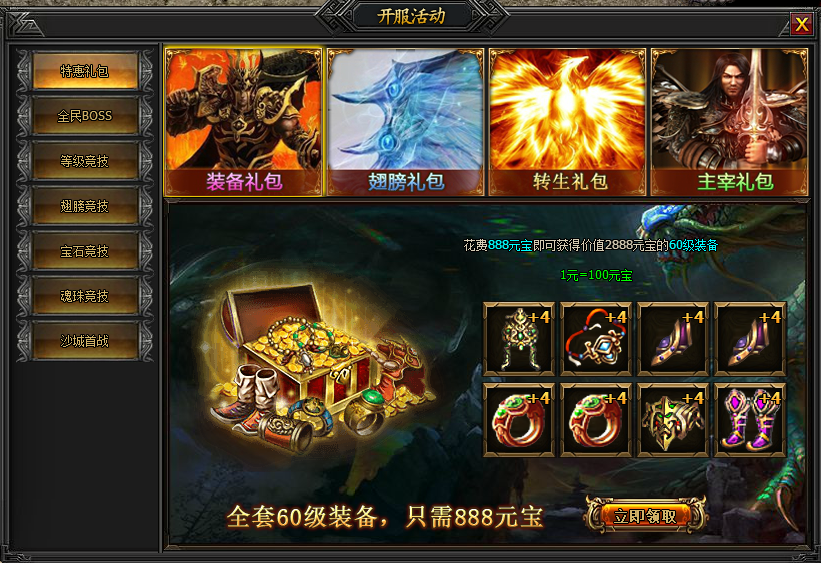 开服活动
X
特惠礼包
全民BOSS
等级竞技
翅膀竞技
宝石竞技
魂珠竞技
沙城首战
装备礼包
翅膀礼包
转生礼包
主宰礼包
花费888元宝即可获得价值2888元宝的60级装备
1元=100元宝
+4 +4 +4 +4
+4 +4 +4 +4
全套60级装备，只需888元宝
立即领取